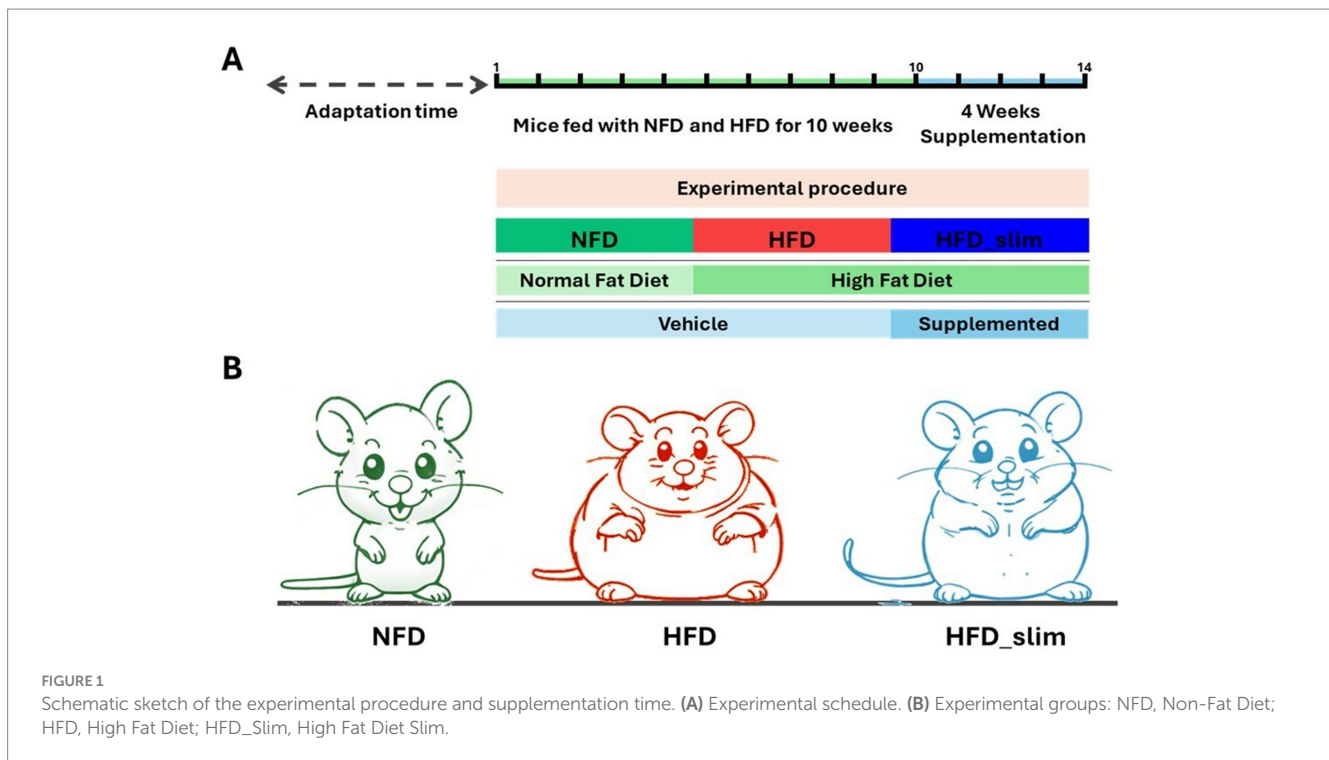 A
1 10 14
Adaptation time
Mice fed with NFD and HFD for 10 weeks
4 Weeks
Supplementation
Experimental procedure
NFD HFD HFD_slim
Normal Fat Diet High Fat Diet
Vehicle Supplemented
B
NFD HFD HFD_slim
FIGURE 1
Schematic sketch of the experimental procedure and supplementation time. (A) Experimental schedule. (B) Experimental groups: NFD, Non-Fat Diet;
HFD, High Fat Diet; HFD_Slim, High Fat Diet Slim.